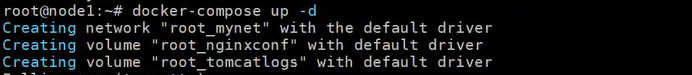 root@node1:~# docker-compose up -d
Creating network "root_mynet" with the default driver
Creating volume "root_nginxconf" with default driver
Creating volume "root_tomcatlogs" with default driver